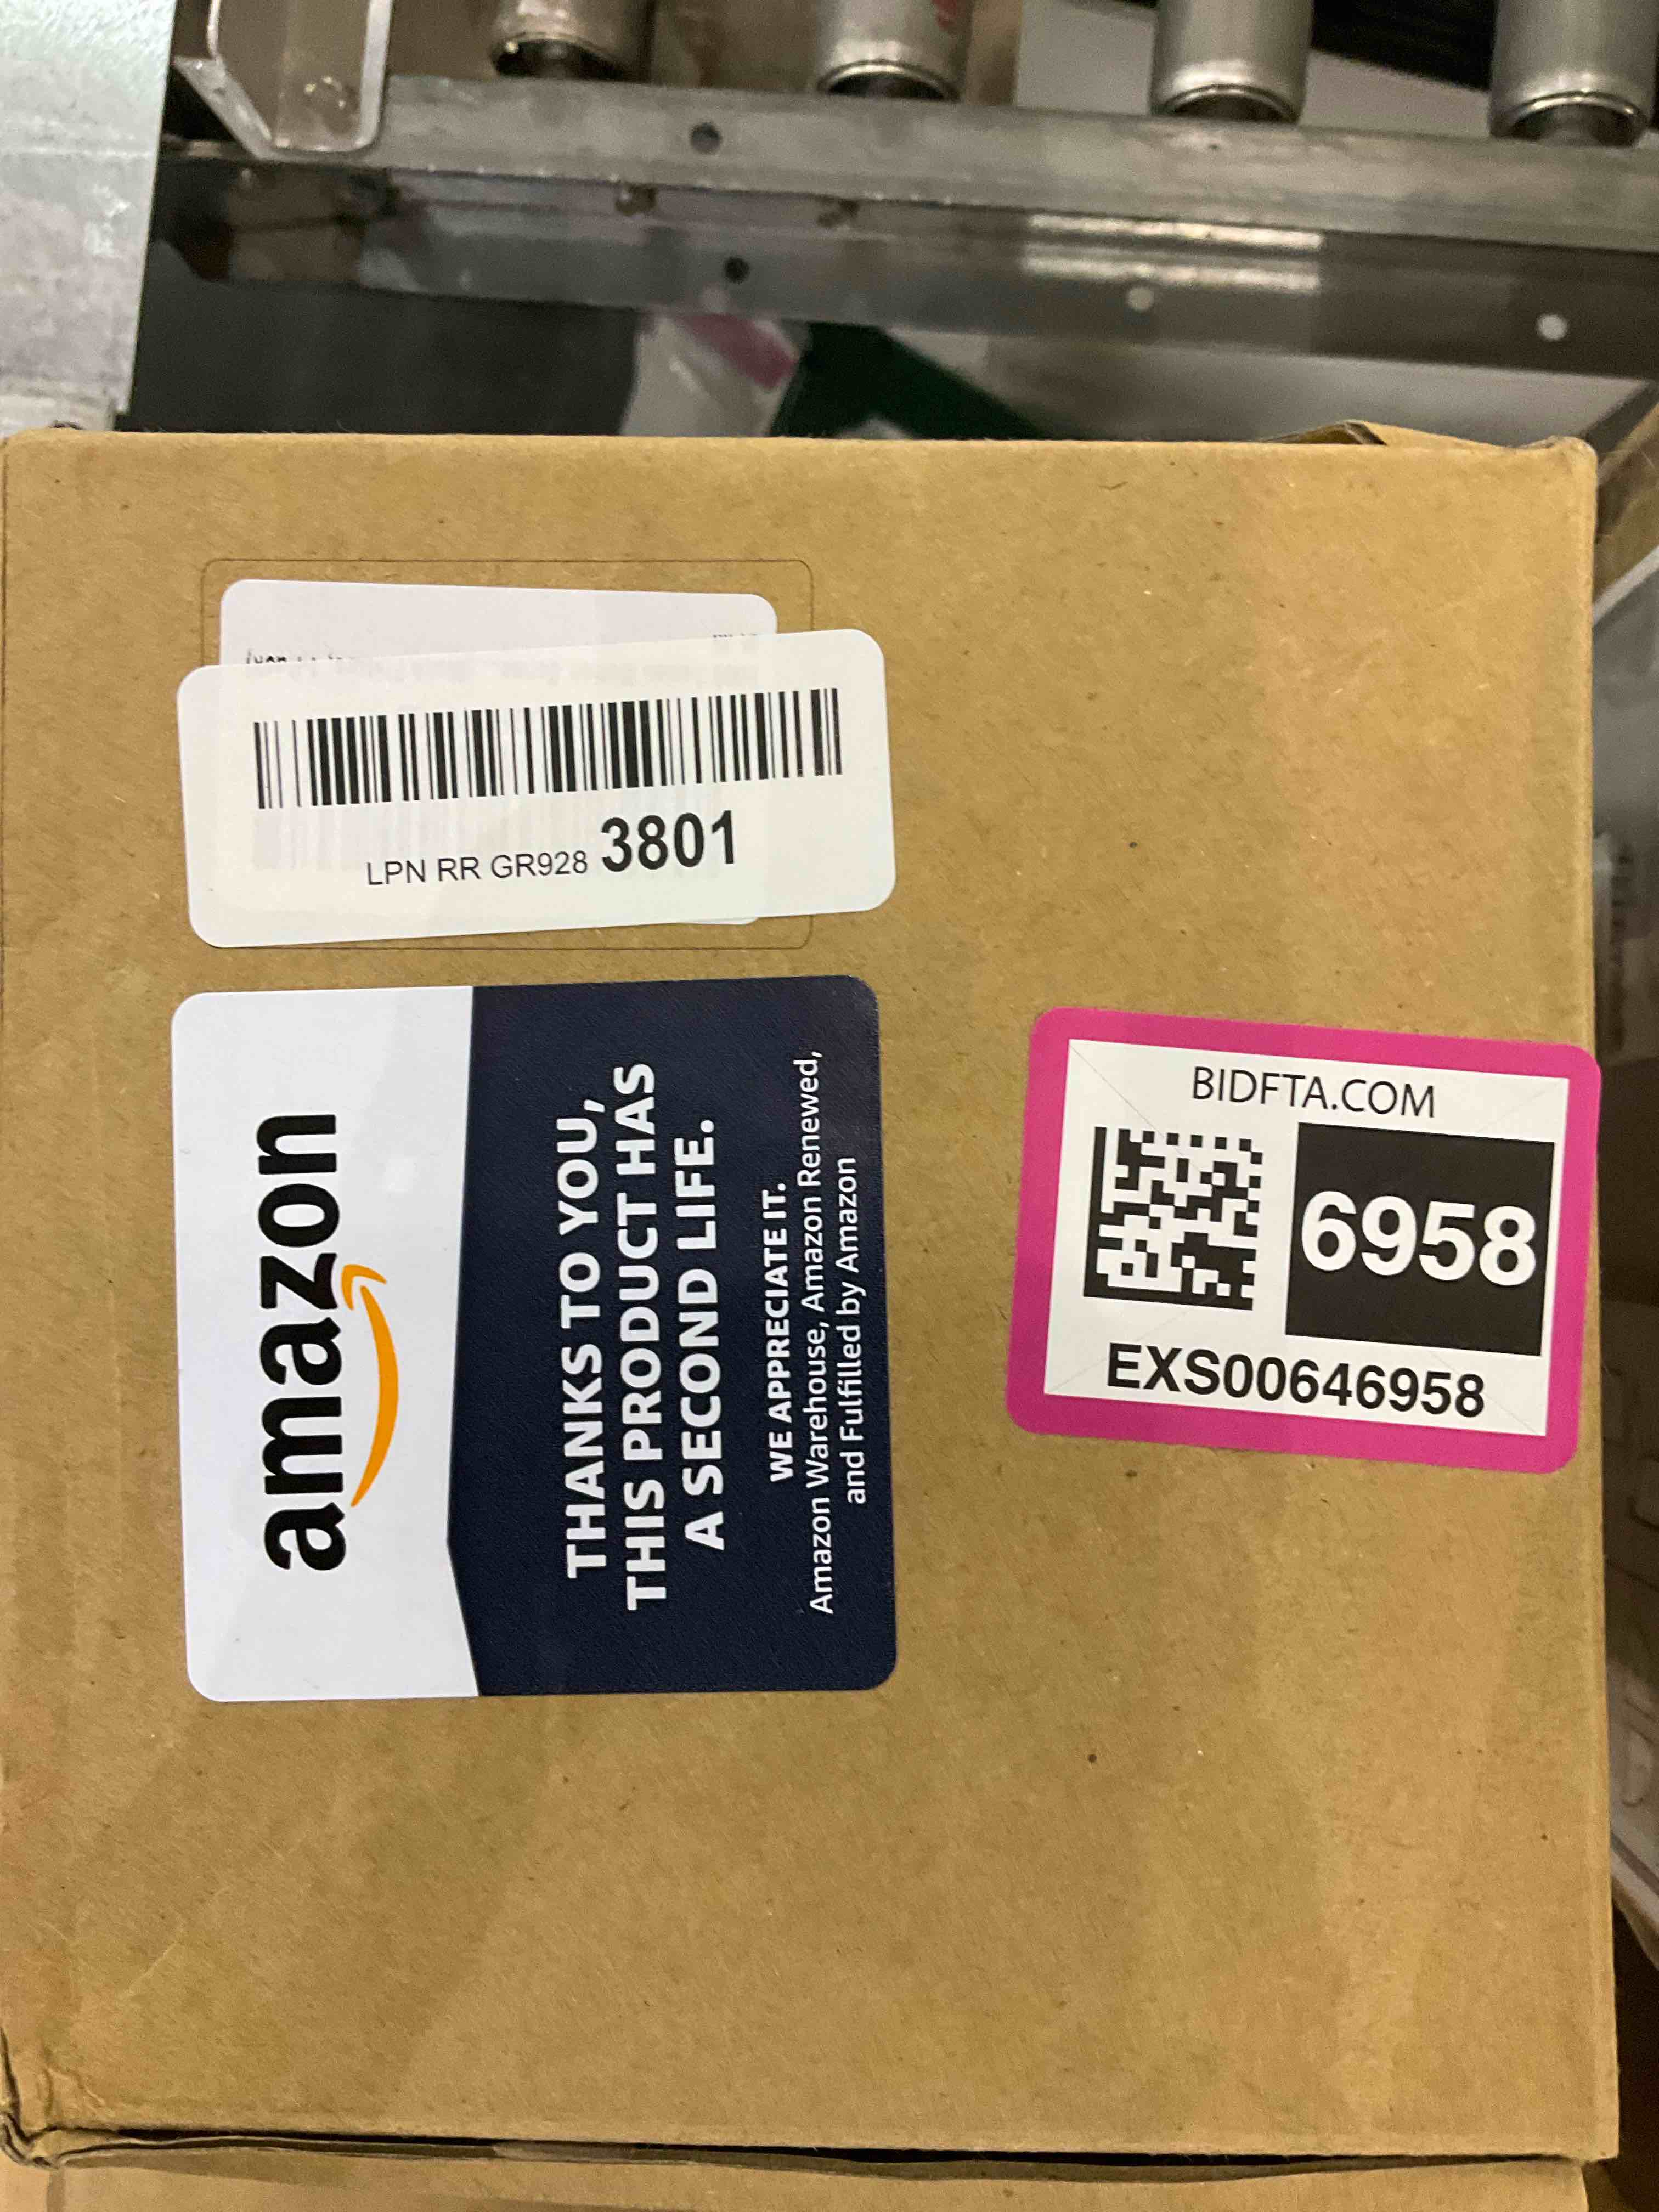 LPN RR GR928 3801
amazon
THANKS TO YOU,
THIS PRODUCT HAS
A SECOND LIFE.
WE APPRECIATE IT.
Amazon Warehouse, Amazon Renewed,
and Fulfilled by Amazon
BIDFTA.COM
6958
EXS00646958